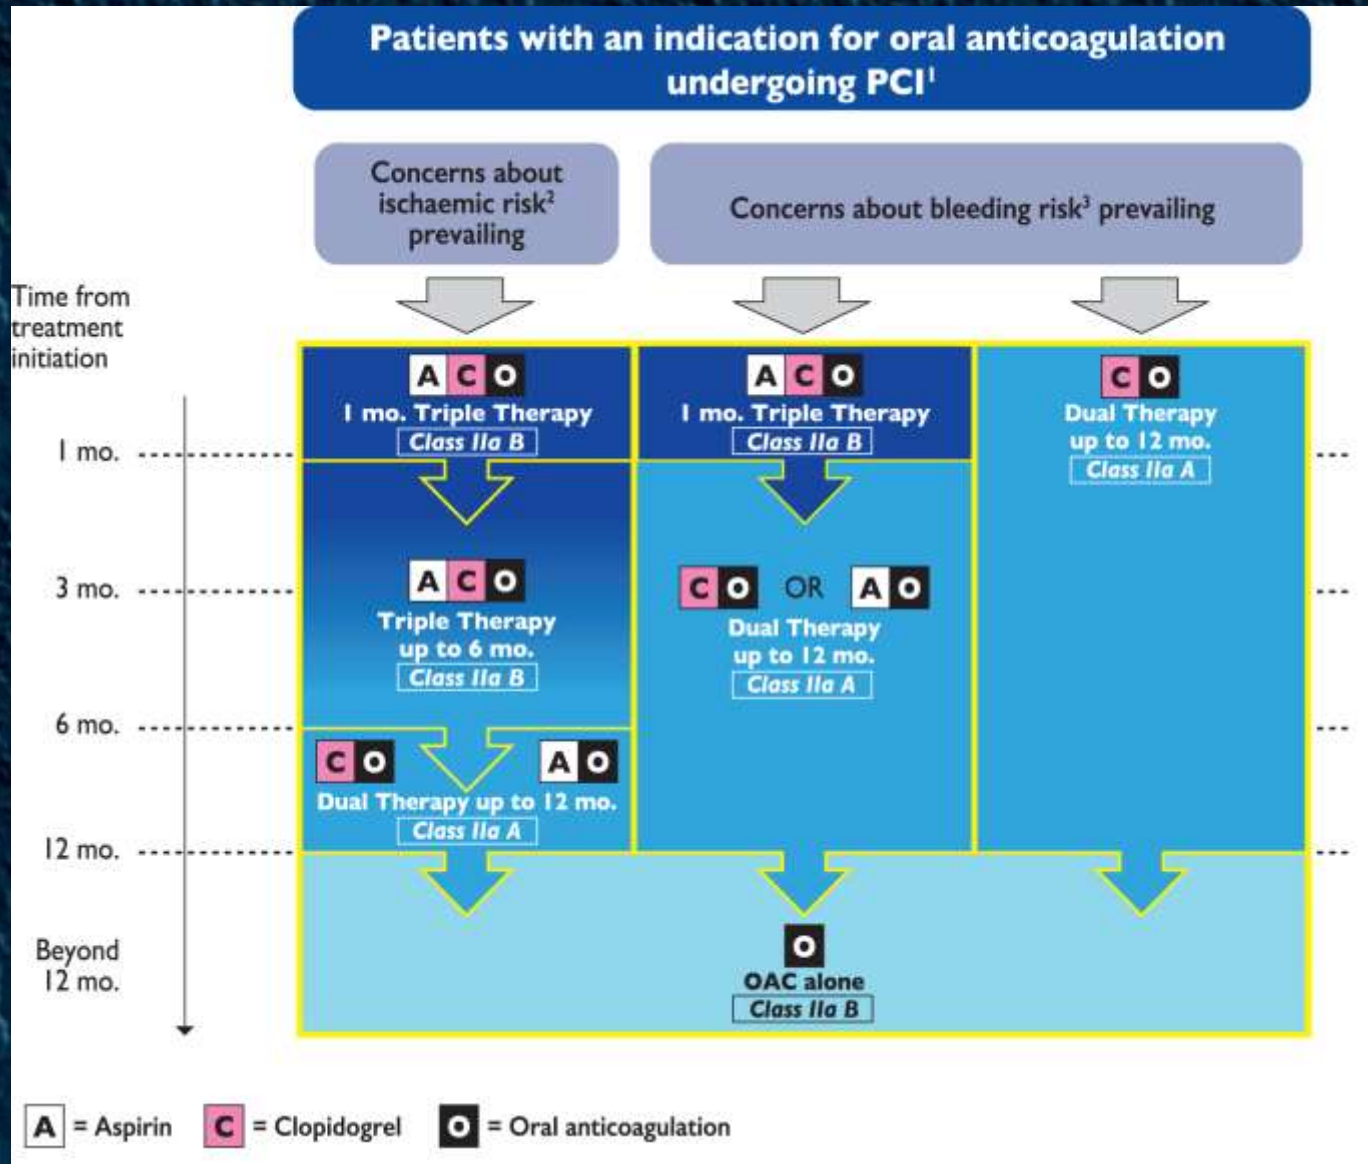 Patients with an indication for oral anticoagulation
undergoing PCI¹
Concerns about
ischaemic risk²
prevailing
Concerns about bleeding risk³ prevailing
Time from
treatment
initiation
A C O
1 mo. Triple Therapy
Class IIa B
A C O
1 mo. Triple Therapy
Class IIa B
C O
Dual Therapy
up to 12 mo.
Class IIa A
1 mo.
3 mo.
A C O
Triple Therapy
up to 6 mo.
Class IIa B
C O OR A O
Dual Therapy
up to 12 mo.
Class IIa A
6 mo.
C O A O
Dual Therapy up to 12 mo.
Class IIa A
12 mo.
Beyond
12 mo.
O
OAC alone
Class IIa B
A = Aspirin C = Clopidogrel O = Oral anticoagulation